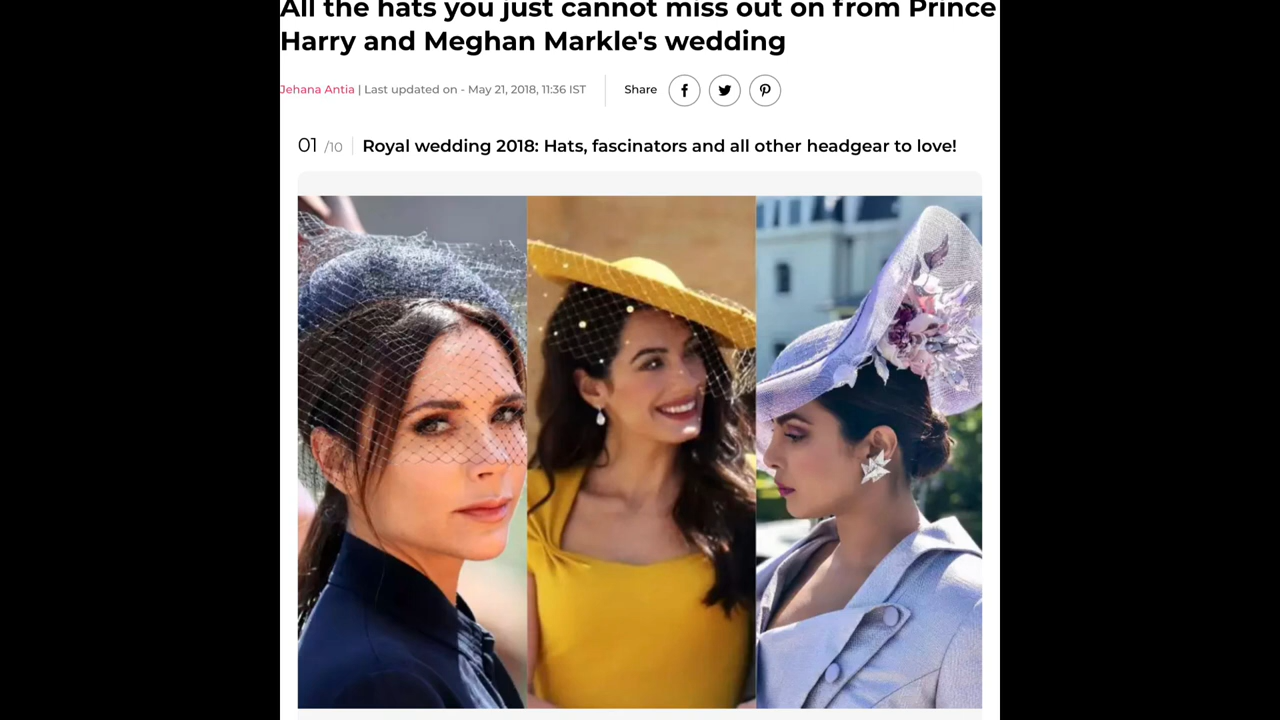 All the hats you just cannot miss out on from Prince
Harry and Meghan Markle's wedding
Jehana Antia | Last updated on - May 21, 2018, 11:36 IST
Share
01 /10 Royal wedding 2018: Hats, fascinators and all other headgear to love!